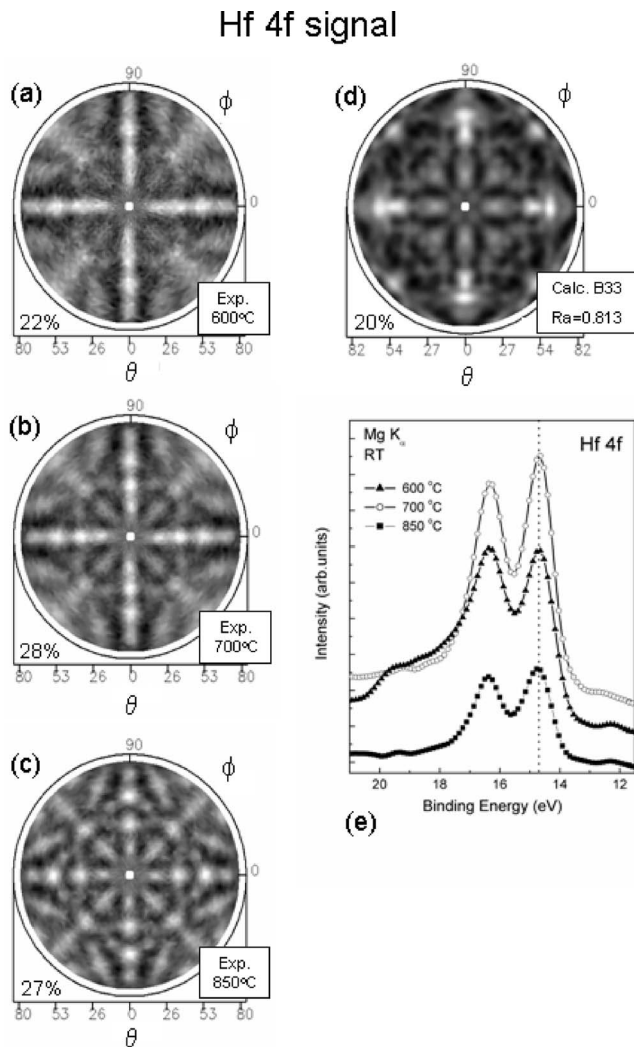 Hf 4f signal
(a)
90
ϕ
0
22%
Exp.
600ºC
80 53 26 0 26 53 80
θ
(b)
90
ϕ
0
28%
Exp.
700ºC
80 53 26 0 26 53 80
θ
(c)
90
ϕ
0
27%
Exp.
850ºC
80 53 26 0 26 53 80
θ
(d)
90
ϕ
0
20%
Calc. B33
Ra=0.813
82 54 27 0 27 54 82
θ
Mg Kα
RT
Hf 4f
600 °C
700 °C
850 °C
Intensity (arb.units)
20 18 16 14 12
Binding Energy (eV)
(e)